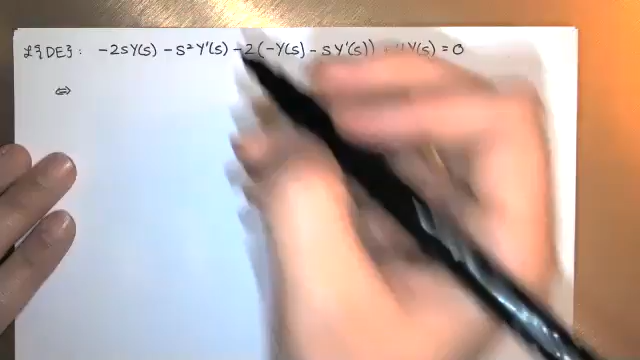 ℒ{DE}: -2sY(s) - s²Y'(s) - 2(-Y(s) - sY'(s)) Y(s) = 0
⇔